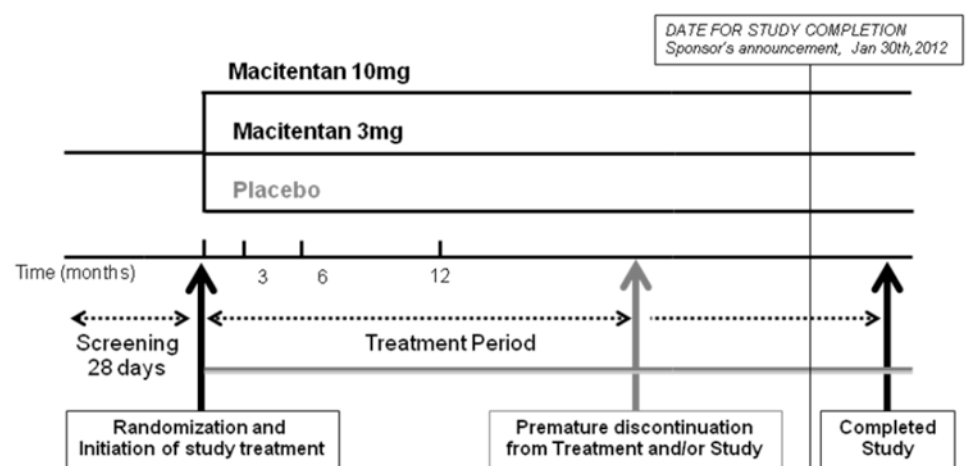 DATE FOR STUDY COMPLETION
Sponsor's announcement, Jan 30th,2012
Macitentan 10mg
Macitentan 3mg
Placebo
Time (months)
3
6
12
Screening
28 days
Treatment Period
Randomization and
Initiation of study treatment
Premature discontinuation
from Treatment and/or Study
Completed
Study